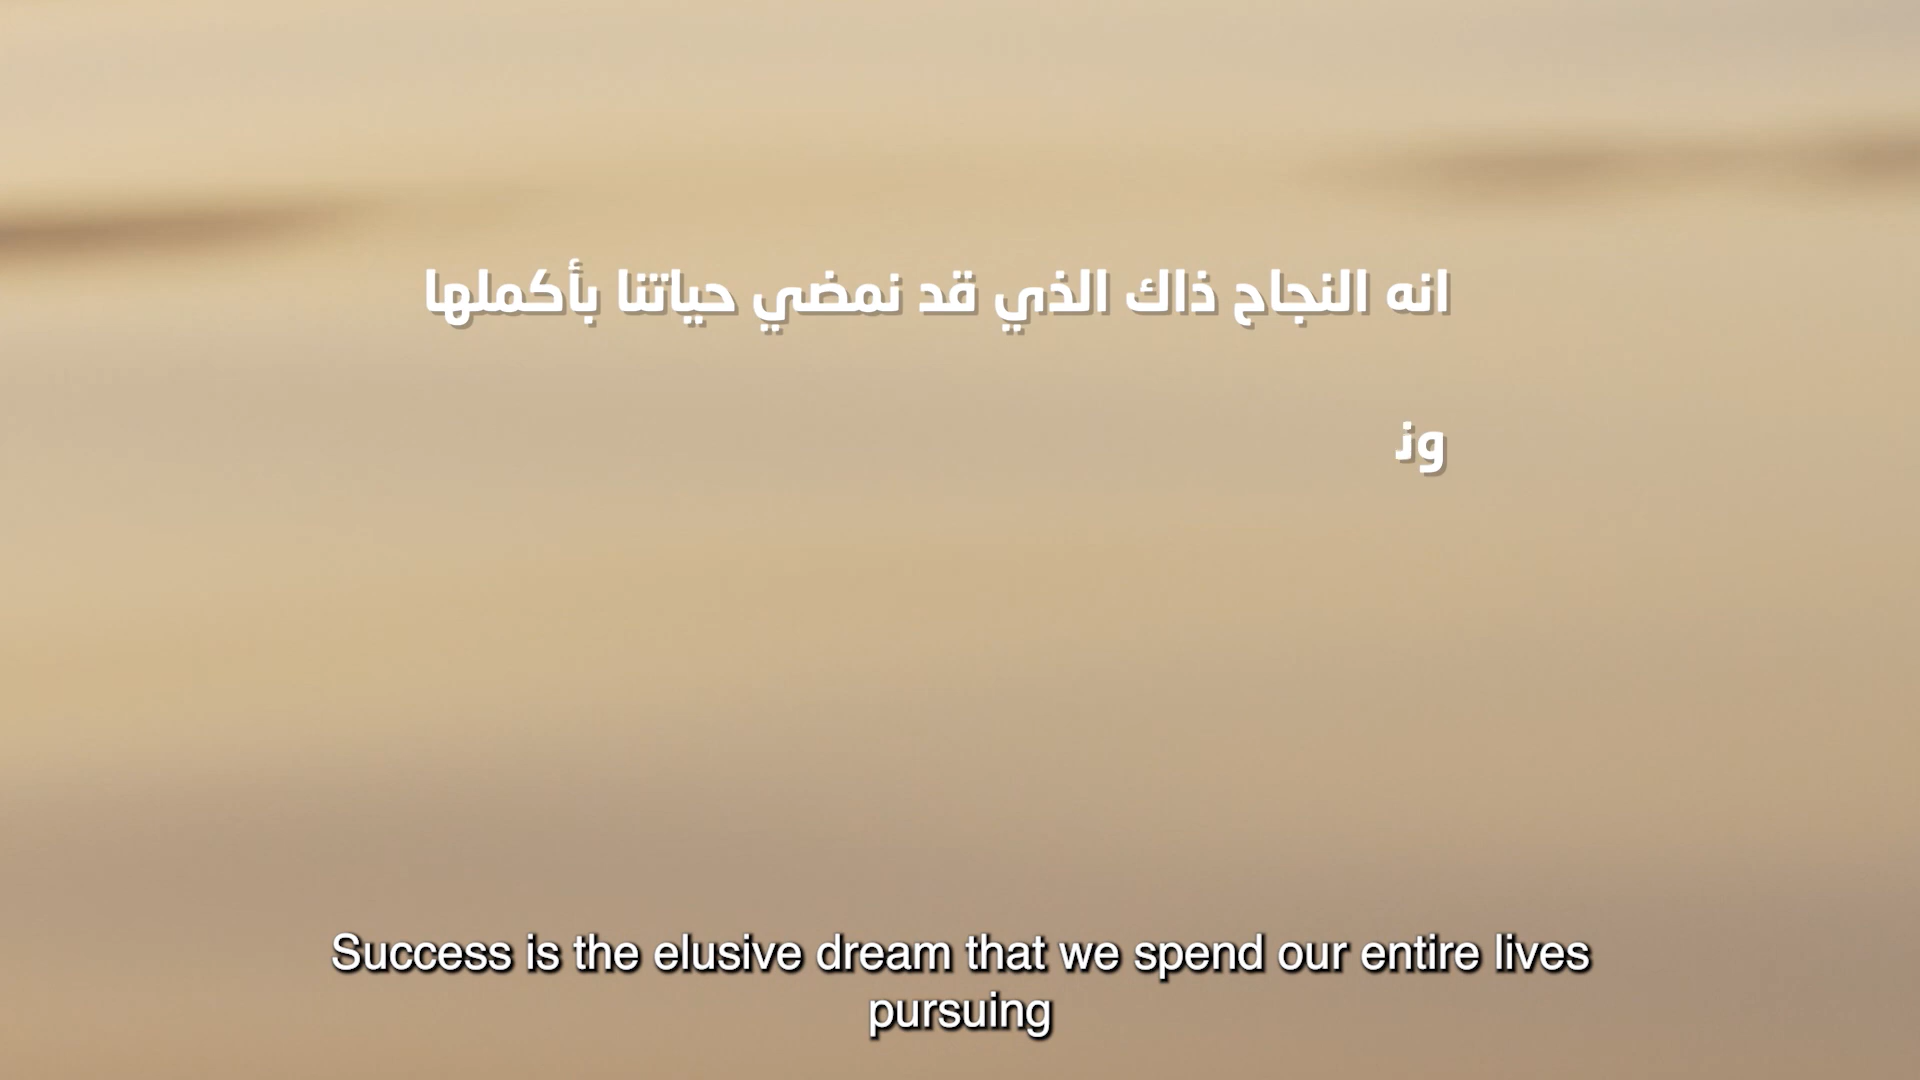 انه النجاح ذاك الذي قد نمضي حياتنا بأكملها
ونـ
Success is the elusive dream that we spend our entire lives
pursuing